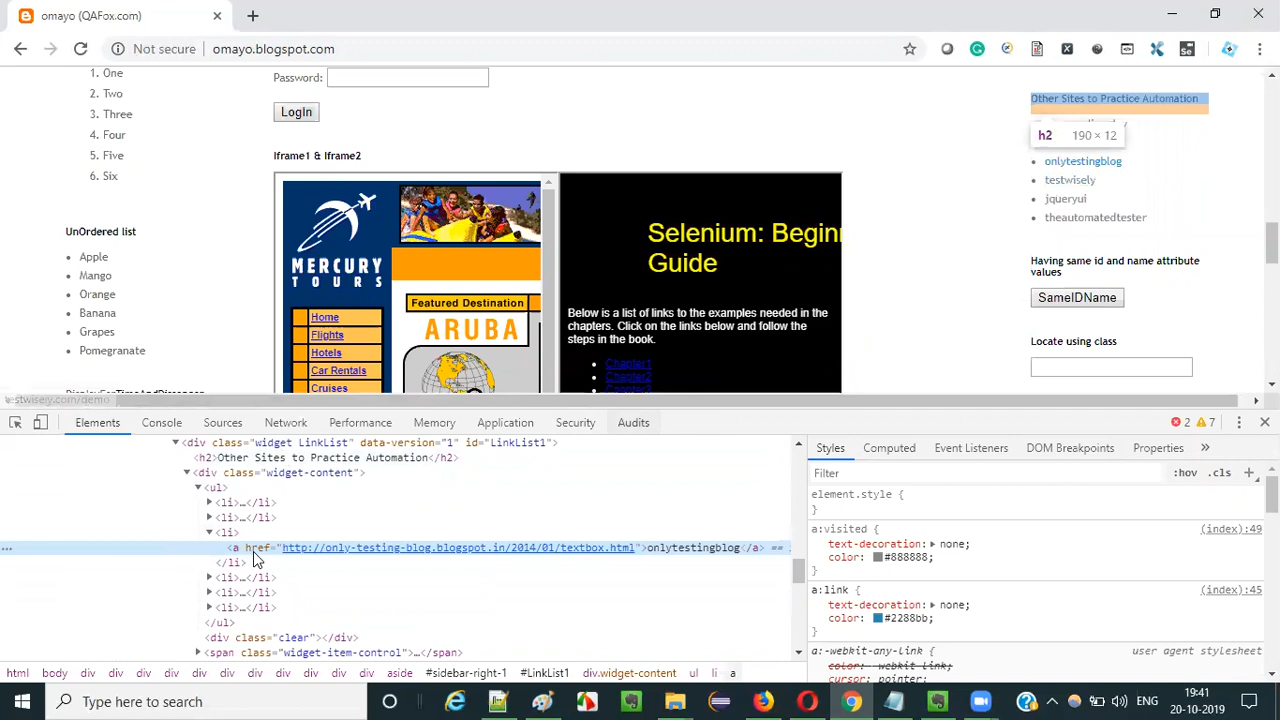 omayo (QAFox.com)
Not secure
omayo.blogspot.com
1. One
2. Two
3. Three
4. Four
5. Five
6. Six
UnOrdered list
Apple
Mango
Orange
Banana
Grapes
Pomegranate
Password:
LogIn
Iframe1 & Iframe2
MERCURY
TOURS
Home
Flights
Hotels
Car Rentals
Cruises
Featured Destination
ARUBA
Selenium: Begin
Guide
Below is a list of links to the examples needed in the
chapters. Click on the links below and follow the
steps in the book.
Chapter1
Chapter2
Chapter3
Other Sites to Practice Automation
h2 190 × 12
onlytestingblog
testwisely
jqueryui
theautomatedtester
Having same id and name attribute
values
SameIDName
Locate using class
estwisely.com/demo
Elements Console Sources Network Performance Memory Application Security Audits 2 7
<div class="widget LinkList" data-version="1" id="LinkList1">
<h2>Other Sites to Practice Automation</h2>
<div class="widget-content">
<ul>
<li>…</li>
<li>…</li>
<li>
<a href="http://only-testing-blog.blogspot.in/2014/01/textbox.html">onlytestingblog</a> ==
</li>
<li>…</li>
<li>…</li>
<li>…</li>
</ul>
<div class="clear"></div>
<span class="widget-item-control">…</span>
html body div div div div div div aside #sidebar-right-1 #LinkList1 div.widget-content ul li a
Styles Computed Event Listeners DOM Breakpoints Properties »
Filter
:hov .cls +
element.style {
}
a:visited { (index):49
text-decoration: none;
color: #888888;
}
a:link { (index):45
text-decoration: none;
color: #2288bb;
}
a:-webkit-any-link { user agent stylesheet
color: -webkit-link;
cursor: pointer;
Type here to search
ENG
19:41
20-10-2019